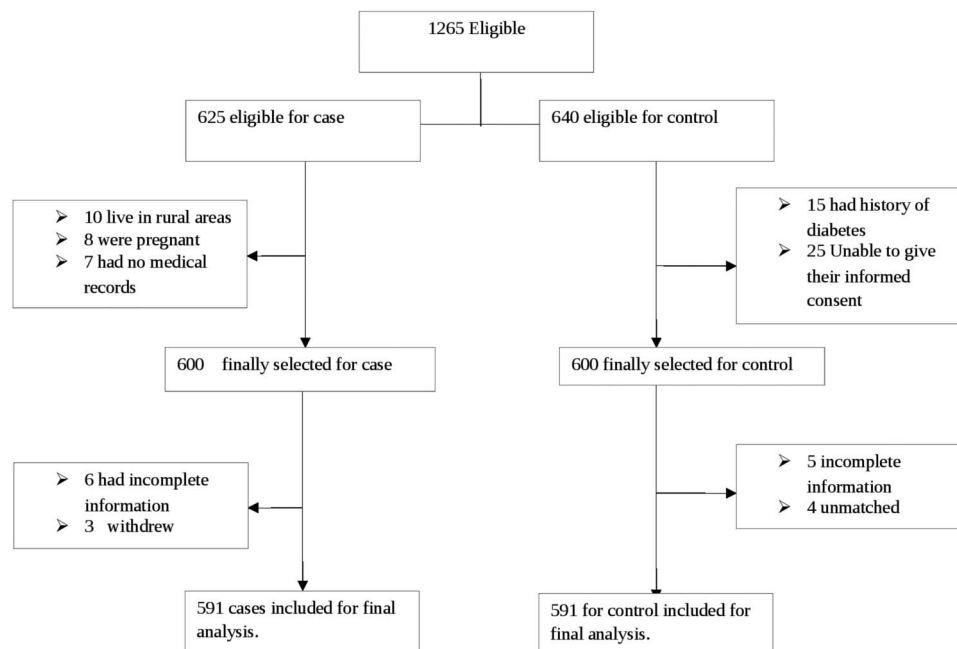 1265 Eligible
625 eligible for case
640 eligible for control
➢ 10 live in rural areas
➢ 8 were pregnant
➢ 7 had no medical
records
➢ 15 had history of
diabetes
➢ 25 Unable to give
their informed
consent
600 finally selected for case
600 finally selected for control
➢ 6 had incomplete
information
➢ 3 withdrew
➢ 5 incomplete
information
➢ 4 unmatched
591 cases included for final
analysis.
591 for control included for
final analysis.